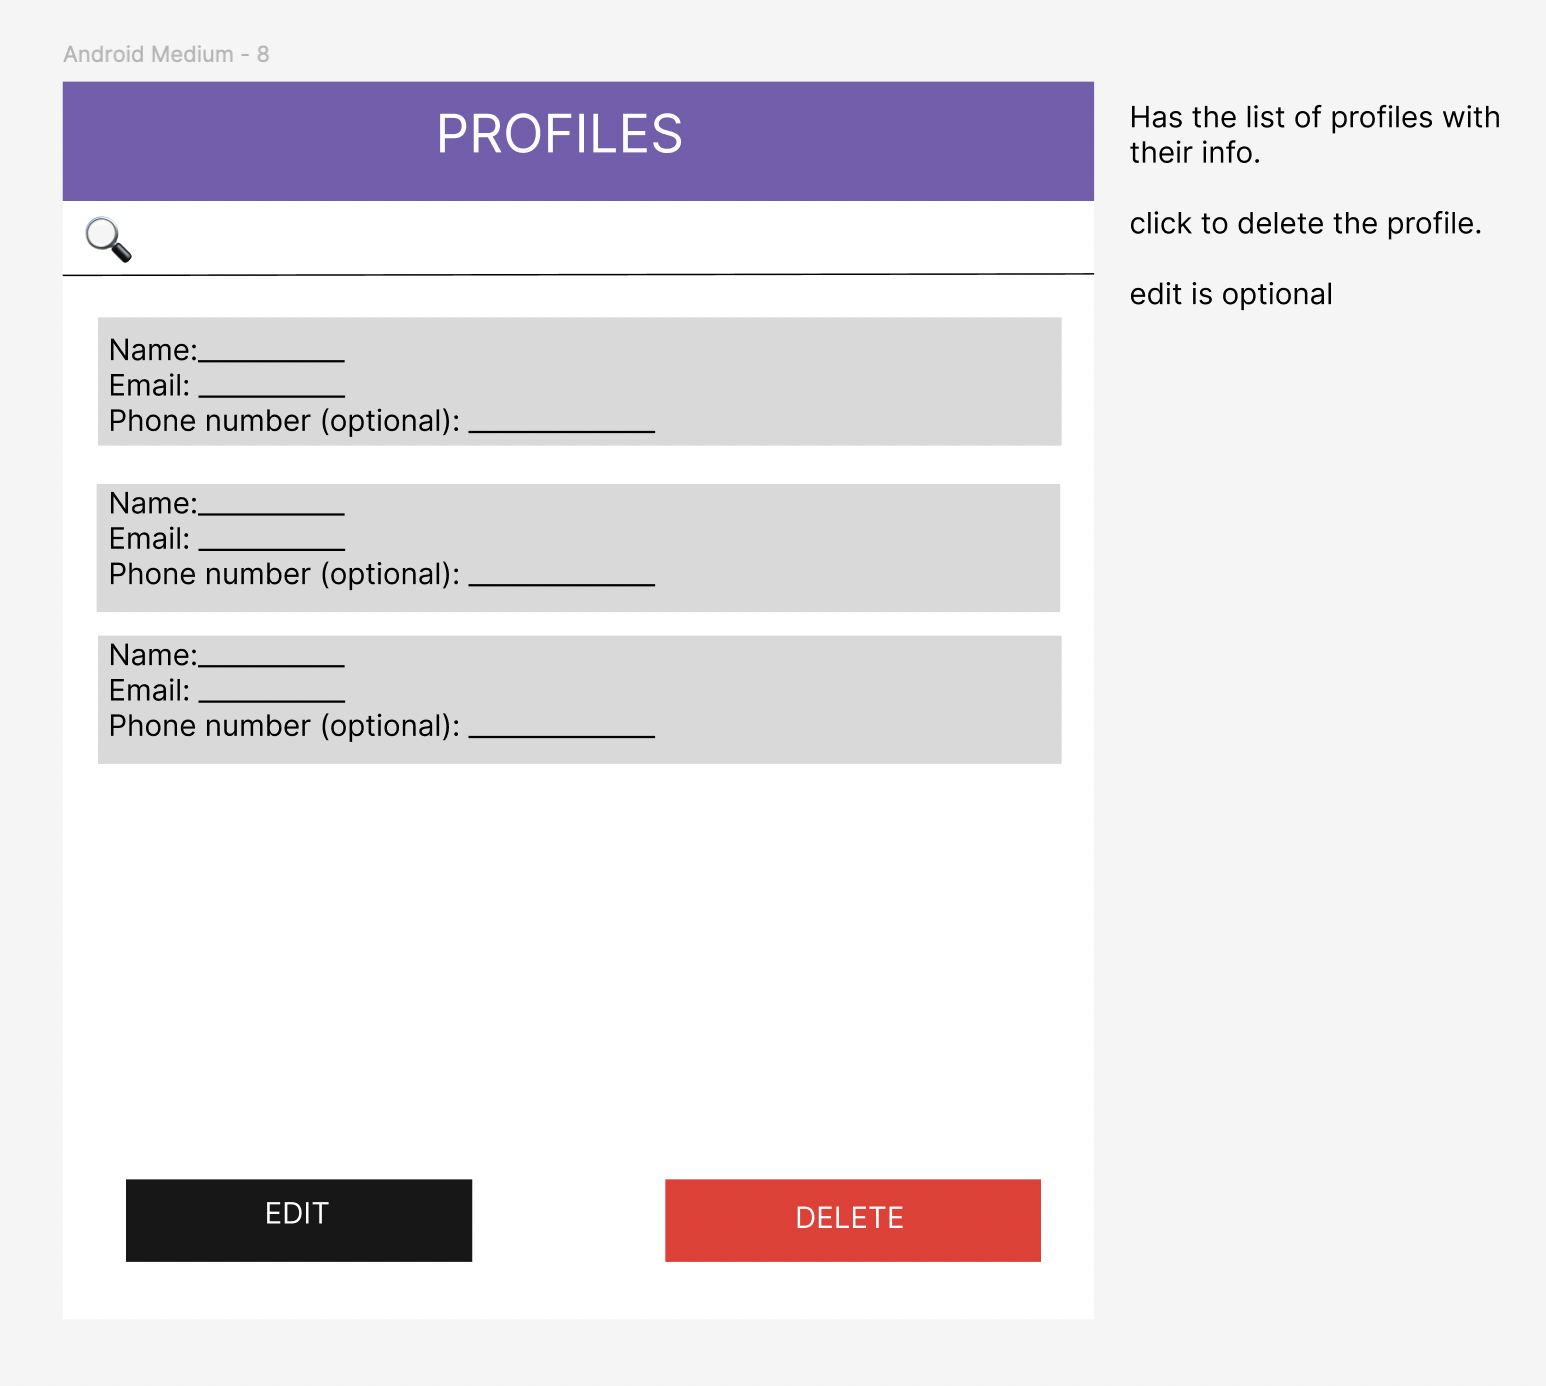 Android Medium - 8
PROFILES
Has the list of profiles with
their info.
click to delete the profile.
edit is optional
Name:__________
Email: __________
Phone number (optional): _____________
Name:__________
Email: __________
Phone number (optional): _____________
Name:__________
Email: __________
Phone number (optional): _____________
EDIT
DELETE